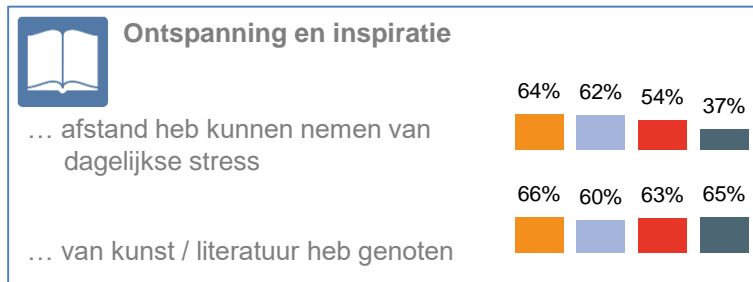 Ontspanning en inspiratie
64% 62% 54% 37%
… afstand heb kunnen nemen van
dagelijkse stress
66% 60% 63% 65%
… van kunst / literatuur heb genoten